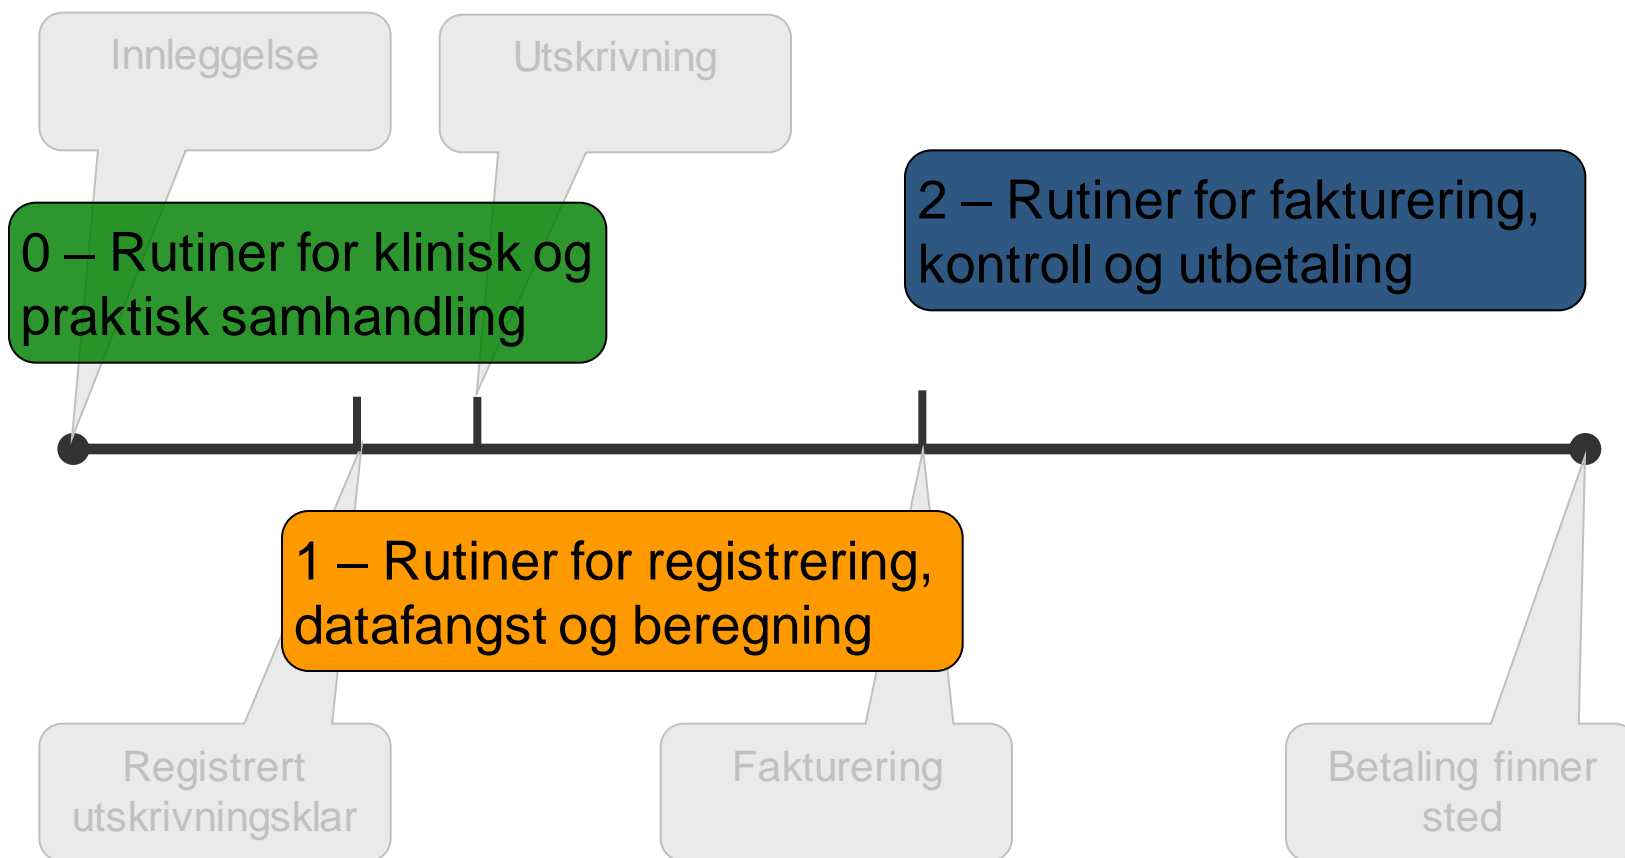 Innleggelse
Utskrivning
0 – Rutiner for klinisk og
praktisk samhandling
2 – Rutiner for fakturering,
kontroll og utbetaling
1 – Rutiner for registrering,
datafangst og beregning
Registrert
utskrivningsklar
Fakturering
Betaling finner
sted